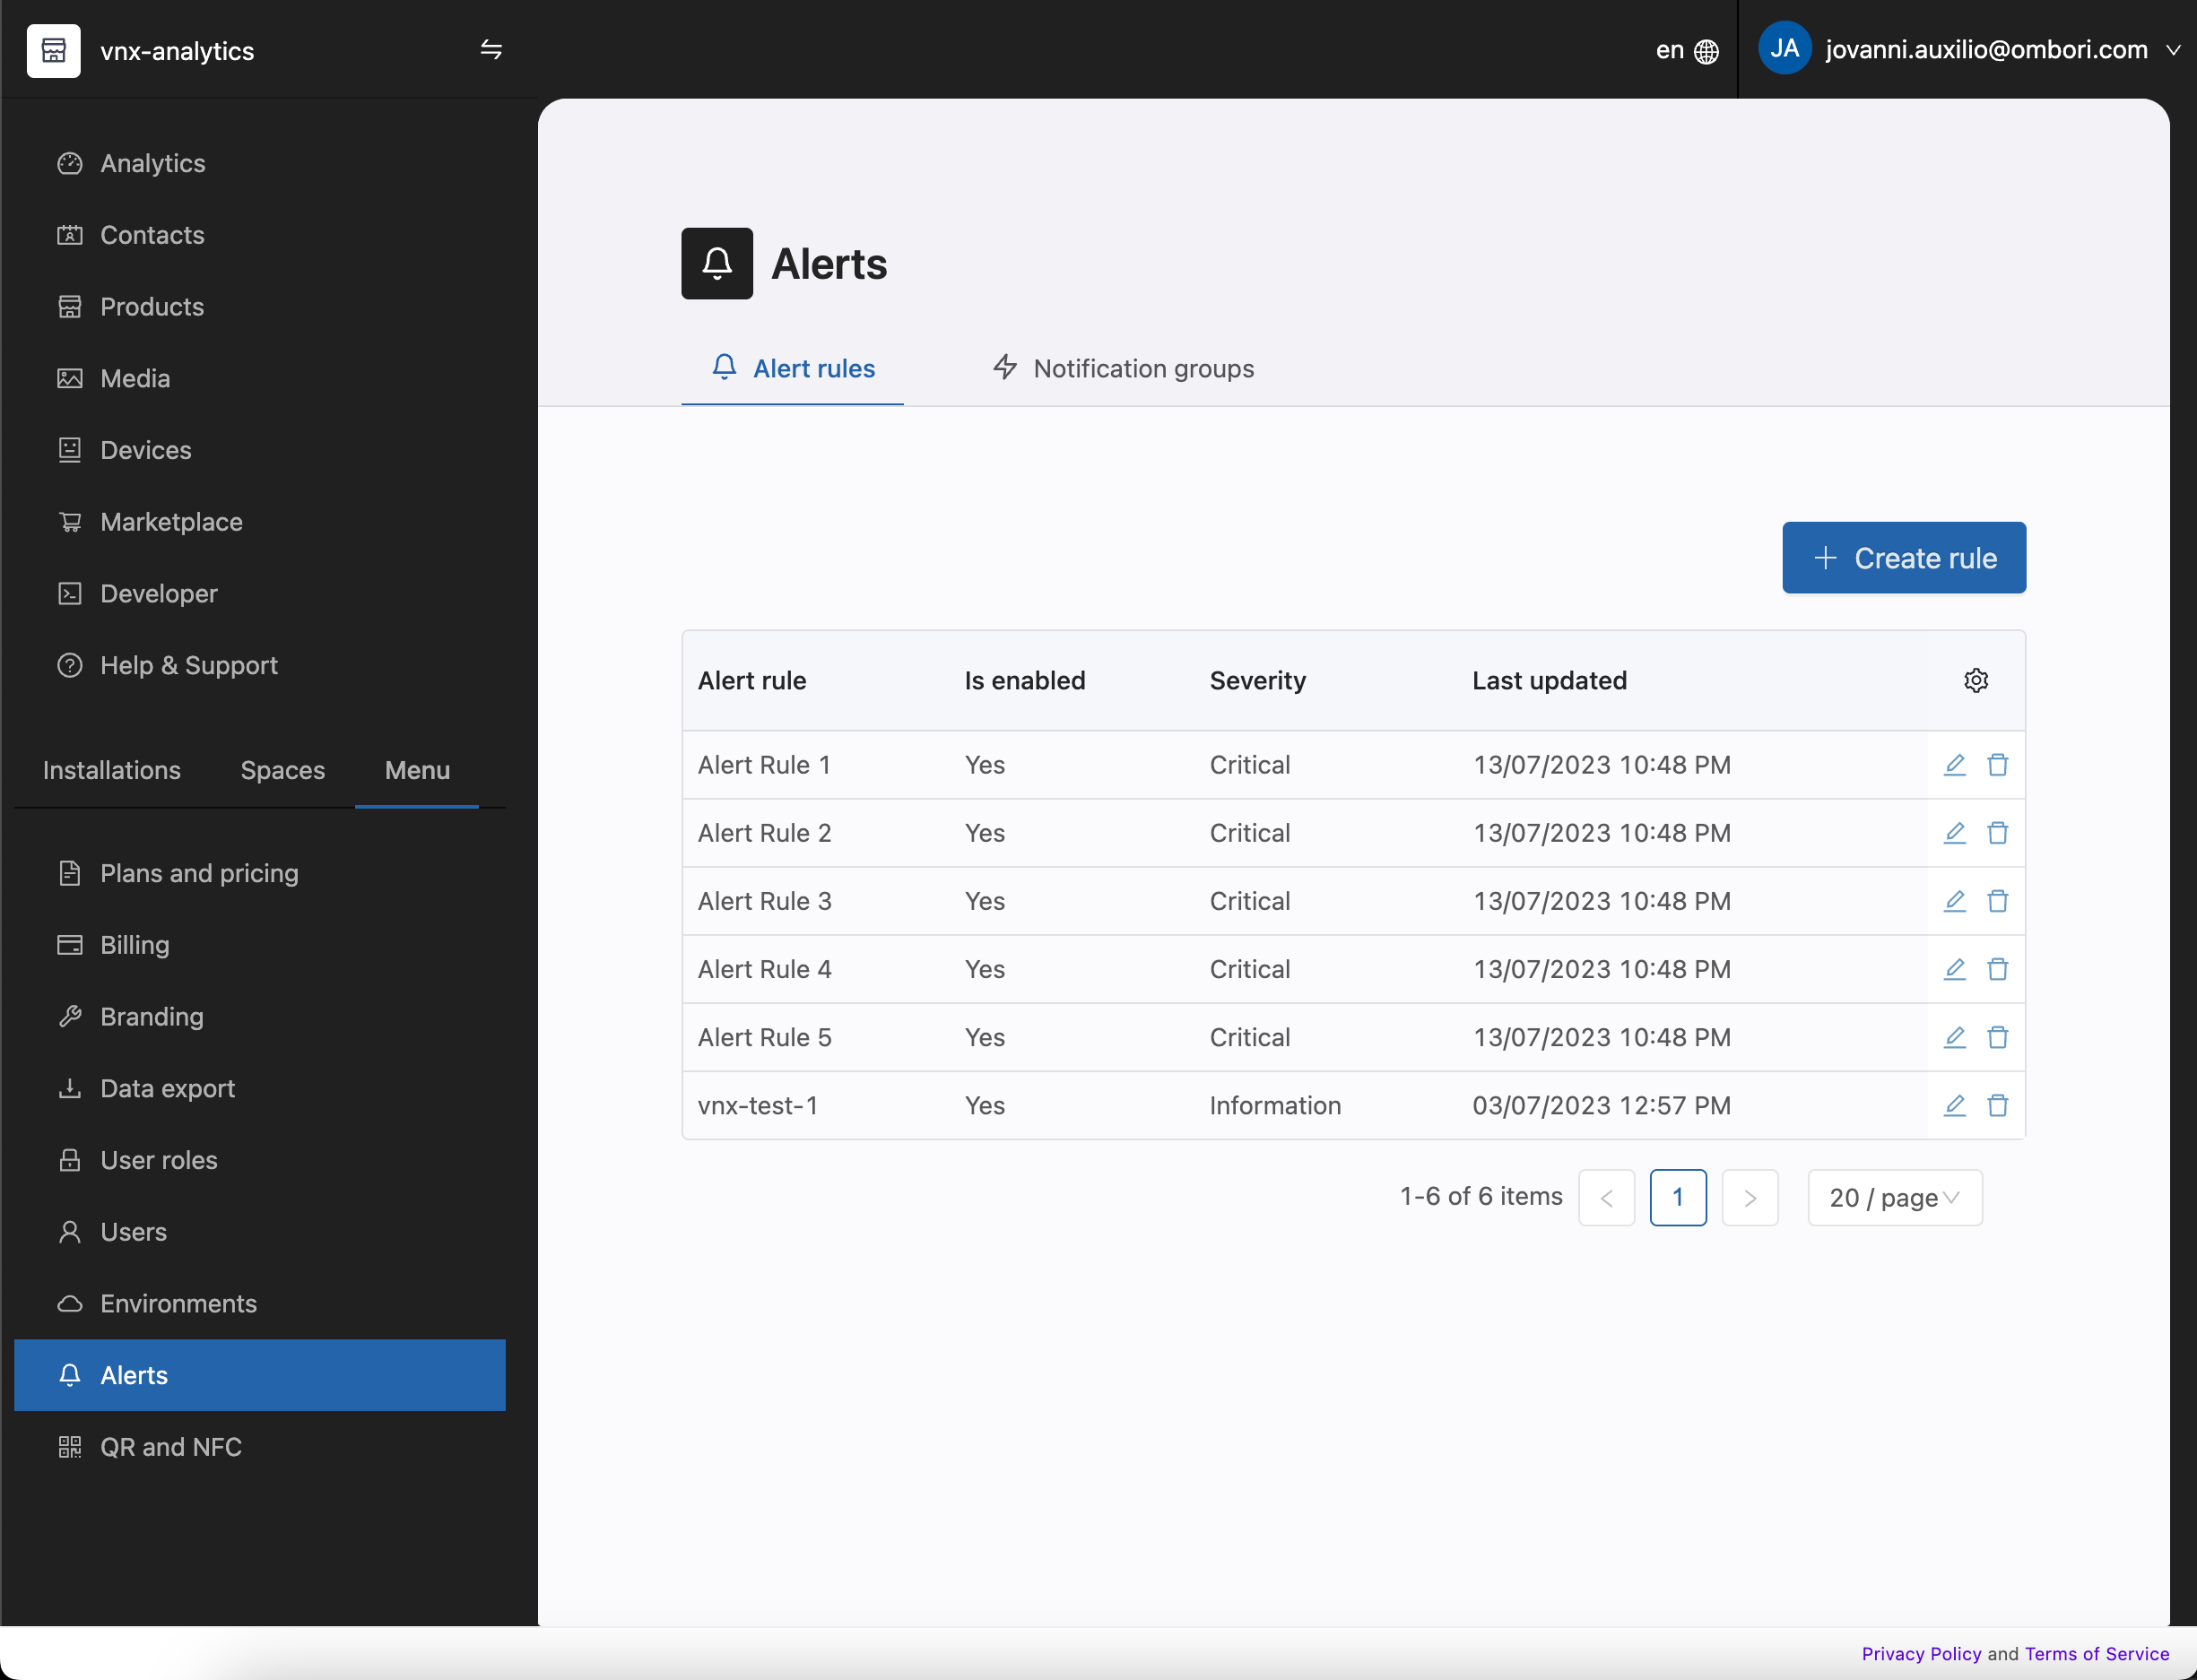 vnx-analytics
en
JA
jovanni.auxilio@ombori.com
Analytics
Contacts
Products
Media
Devices
Marketplace
Developer
Help & Support
Installations Spaces Menu
Plans and pricing
Billing
Branding
Data export
User roles
Users
Environments
Alerts
QR and NFC
Alerts
Alert rules Notification groups
+ Create rule
Alert rule Is enabled Severity Last updated
Alert Rule 1 Yes Critical 13/07/2023 10:48 PM
Alert Rule 2 Yes Critical 13/07/2023 10:48 PM
Alert Rule 3 Yes Critical 13/07/2023 10:48 PM
Alert Rule 4 Yes Critical 13/07/2023 10:48 PM
Alert Rule 5 Yes Critical 13/07/2023 10:48 PM
vnx-test-1 Yes Information 03/07/2023 12:57 PM
1-6 of 6 items < 1 > 20 / page
Privacy Policy and Terms of Service